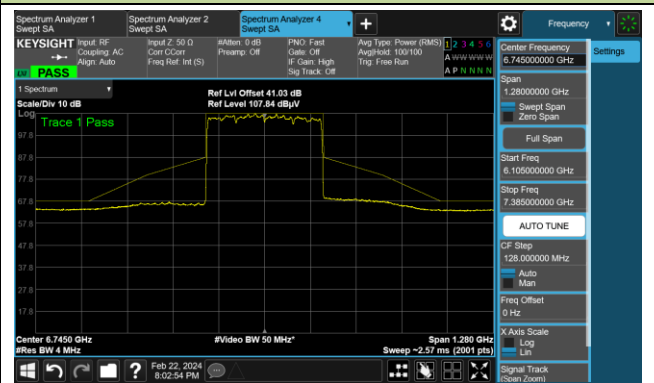 Spectrum Analyzer 1
Swept SA
Spectrum Analyzer 2
Swept SA
Spectrum Analyzer 4
Swept SA
Frequency
KEYSIGHT
Input: RF
Coupling: AC
Align: Auto
Input Z: 50 Ω
Corr CCorr
Freq Ref: Int (S)
#Atten: 0 dB
Preamp: Off
PNO: Fast
Gate: Off
IF Gain: High
Sig Track: Off
Avg Type: Power (RMS)
Avg|Hold: 100/100
Trig: Free Run
1 2 3 4 5 6
A W W W W W
A P N N N N
PASS
Center Frequency
6.745000000 GHz
Settings
Span
1.28000000 GHz
Swept Span
Zero Span
Full Span
Start Freq
6.105000000 GHz
Stop Freq
7.385000000 GHz
AUTO TUNE
CF Step
128.000000 MHz
Auto
Man
Freq Offset
0 Hz
X Axis Scale
Log
Lin
Signal Track
(Span Zoom)
1 Spectrum
Scale/Div 10 dB
Ref Lvl Offset 41.03 dB
Ref Level 107.84 dBµV
Log
Trace 1 Pass
97.8
87.8
77.8
67.8
57.8
47.8
37.8
27.8
17.8
Center 6.7450 GHz
#Res BW 4 MHz
#Video BW 50 MHz*
Span 1.280 GHz
Sweep ~2.57 ms (2001 pts)
Feb 22, 2024
8:02:54 PM